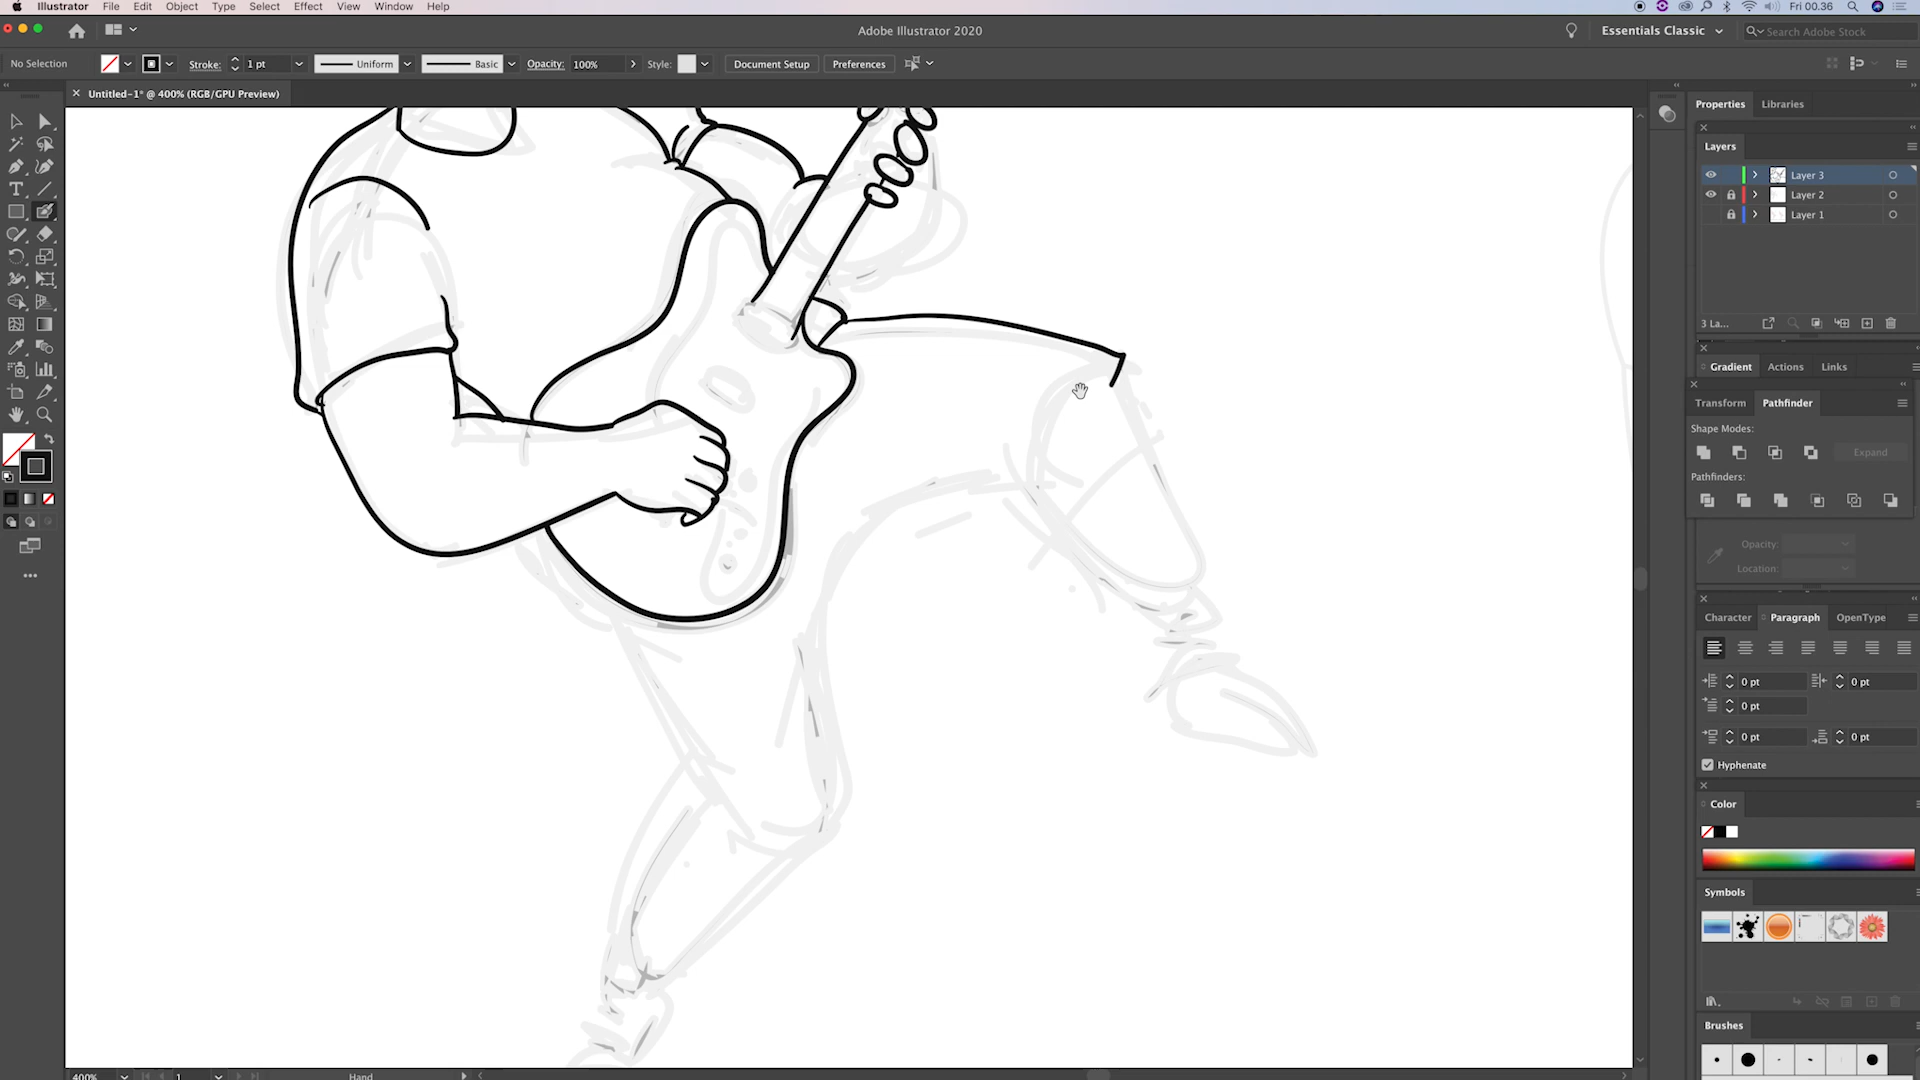 Illustrator File Edit Object Type Select Effect View Window Help
Fri 00.36
Adobe Illustrator 2020
Essentials Classic
Search Adobe Stock
No Selection
Stroke:
1 pt
Uniform
Basic
Opacity:
100%
Style:
Document Setup
Preferences
Untitled-1* @ 400% (RGB/GPU Preview)
Properties
Libraries
Layers
Layer 3
Layer 2
Layer 1
3 La...
Gradient
Actions
Links
Transform
Pathfinder
Shape Modes:
Expand
Pathfinders:
Opacity:
Location:
Character
Paragraph
OpenType
0 pt
0 pt
0 pt
0 pt
0 pt
Hyphenate
Color
Symbols
Brushes
400%
1
Hand